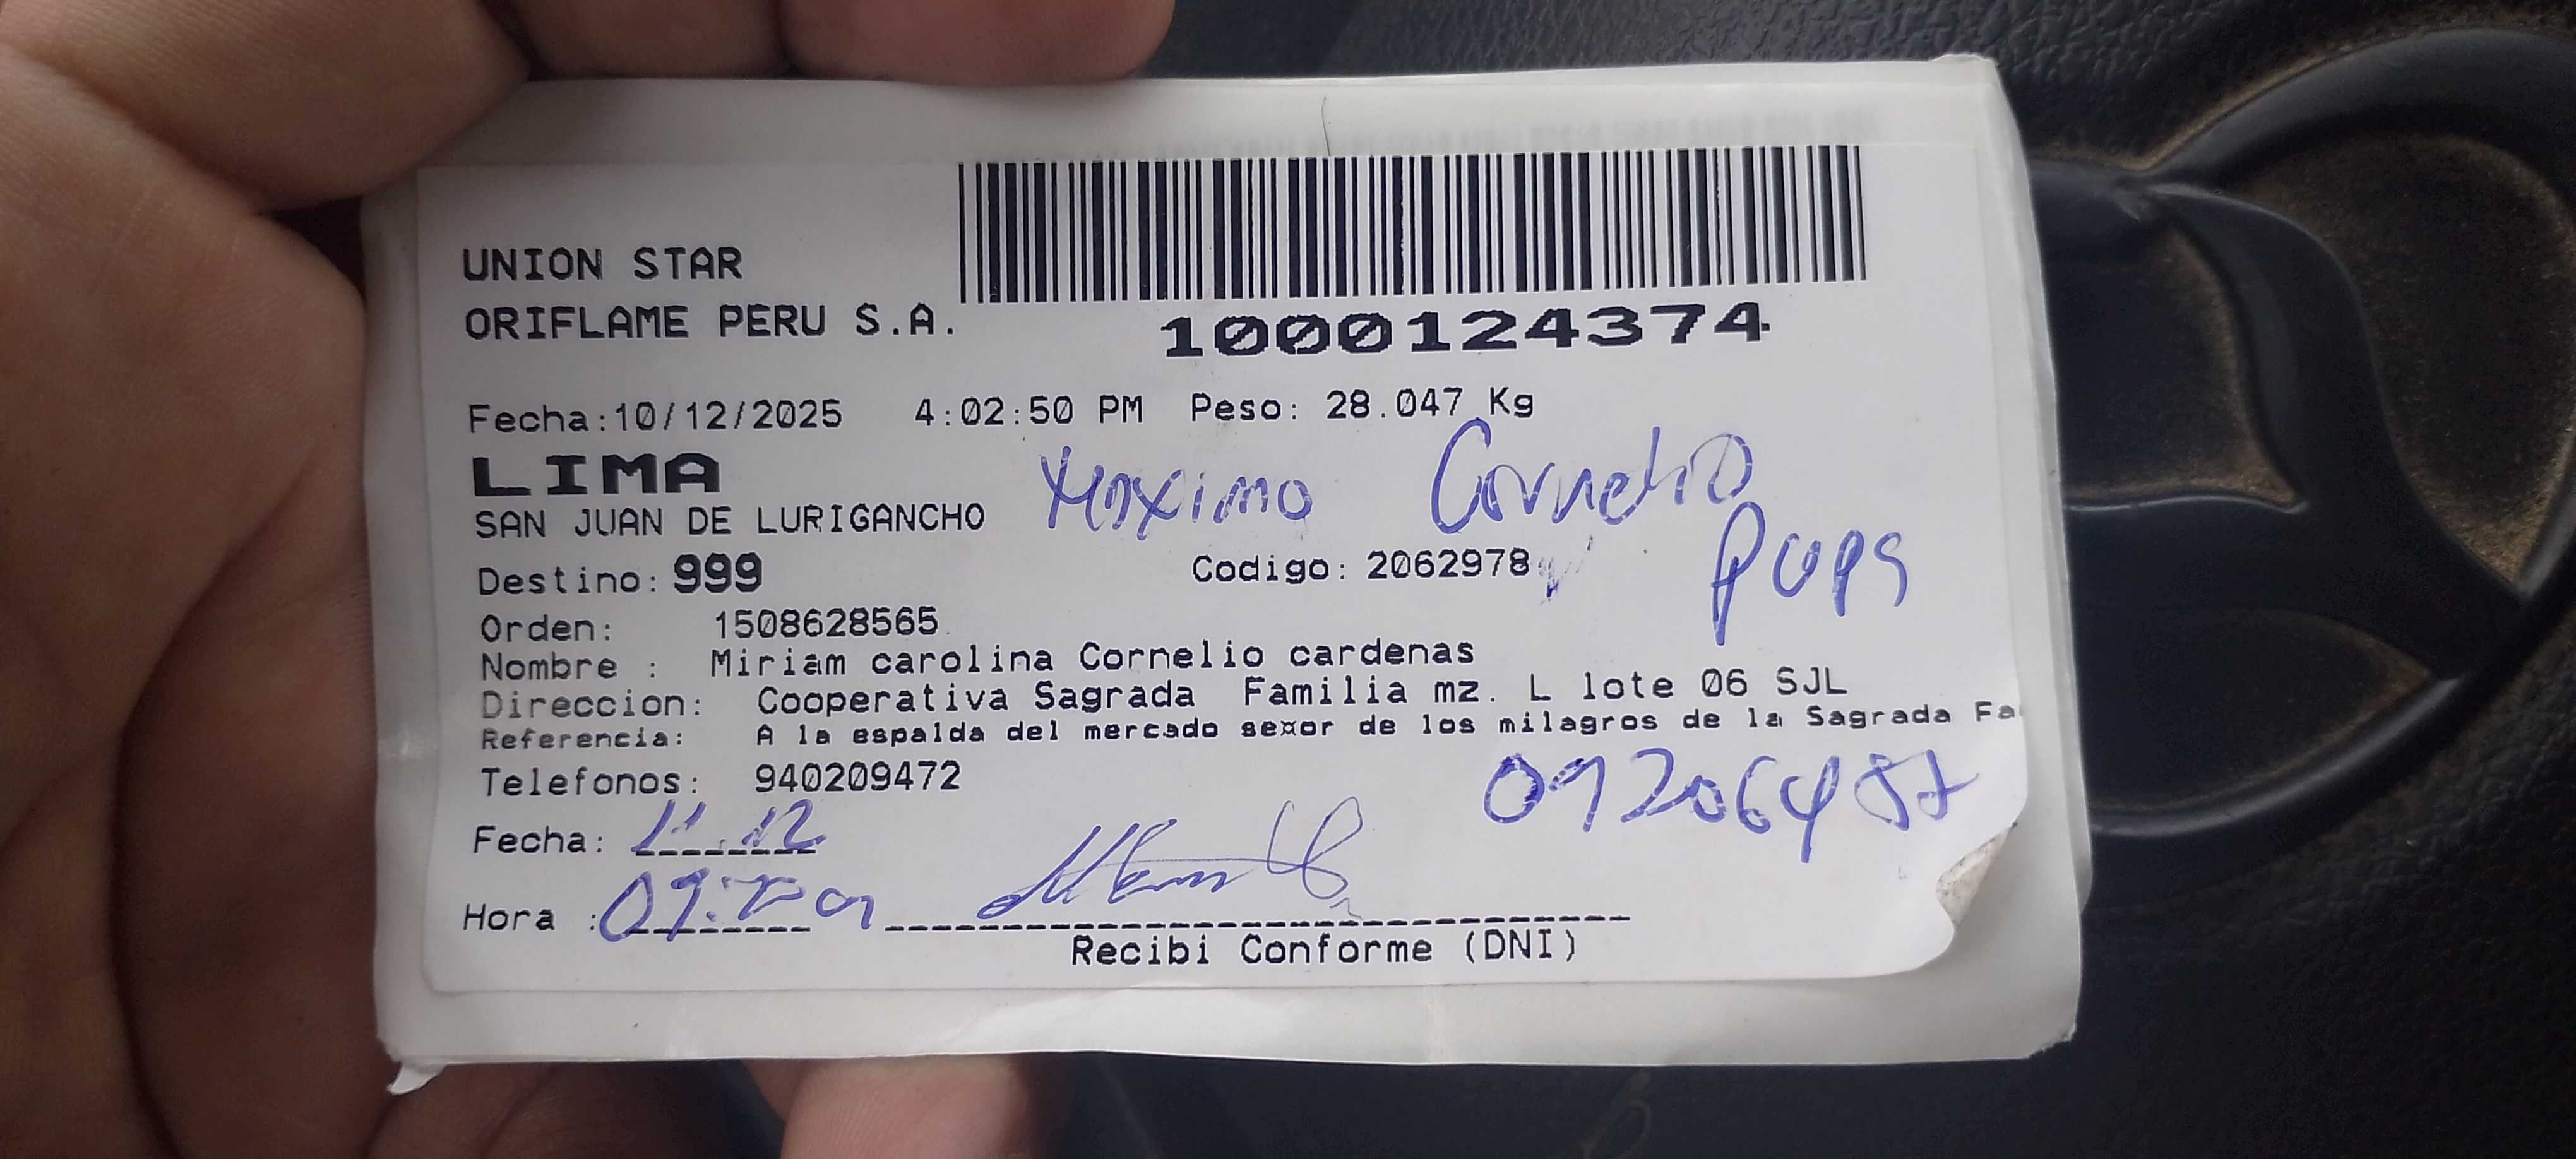 UNION STAR
ORIFLAME PERU S.A.
1000124374
Fecha:10/12/2025 4:02:50 PM Peso: 28.047 Kg
LIMA
SAN JUAN DE LURIGANCHO
Maximo Cornelio
papa
Destino: 999 Codigo: 2062978
Orden: 1508628565
Nombre : Miriam carolina Cornelio cardenas
Direccion: Cooperativa Sagrada Familia mz. L lote 06 SJL
Referencia: A la espalda del mercado se¤or de los milagros de la Sagrada Fa
Telefonos: 940209472
Fecha: 11.12
Hora :
Recibi Conforme (DNI)